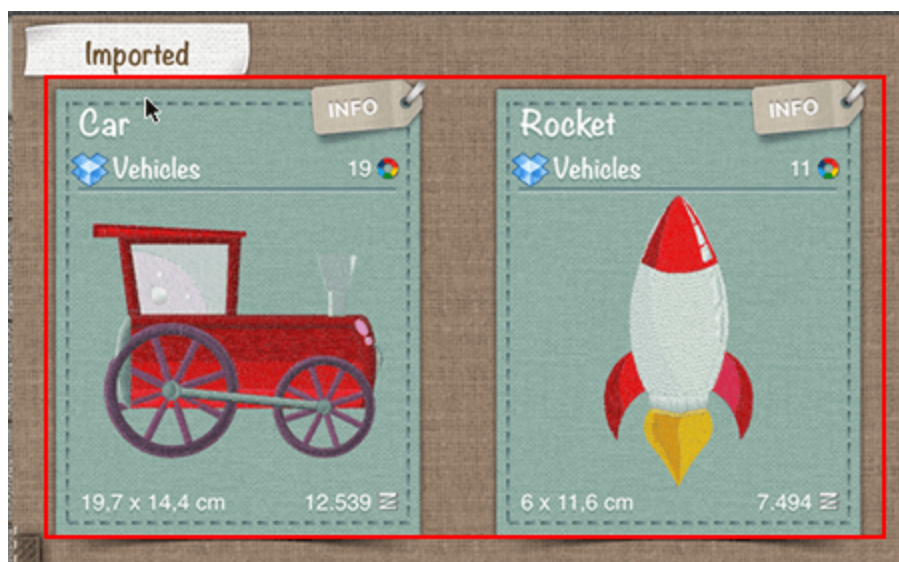 Imported
INFO
Car
Vehicles
19
19,7 x 14,4 cm
12.539
INFO
Rocket
Vehicles
11
6 x 11,6 cm
7.494